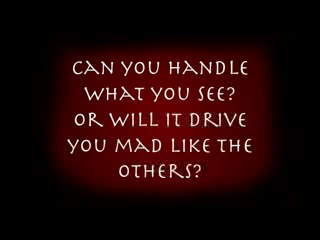 CAN YOU HANDLE
WHAT YOU SEE?
OR WILL IT DRIVE
YOU MAD LIKE THE
OTHERS?